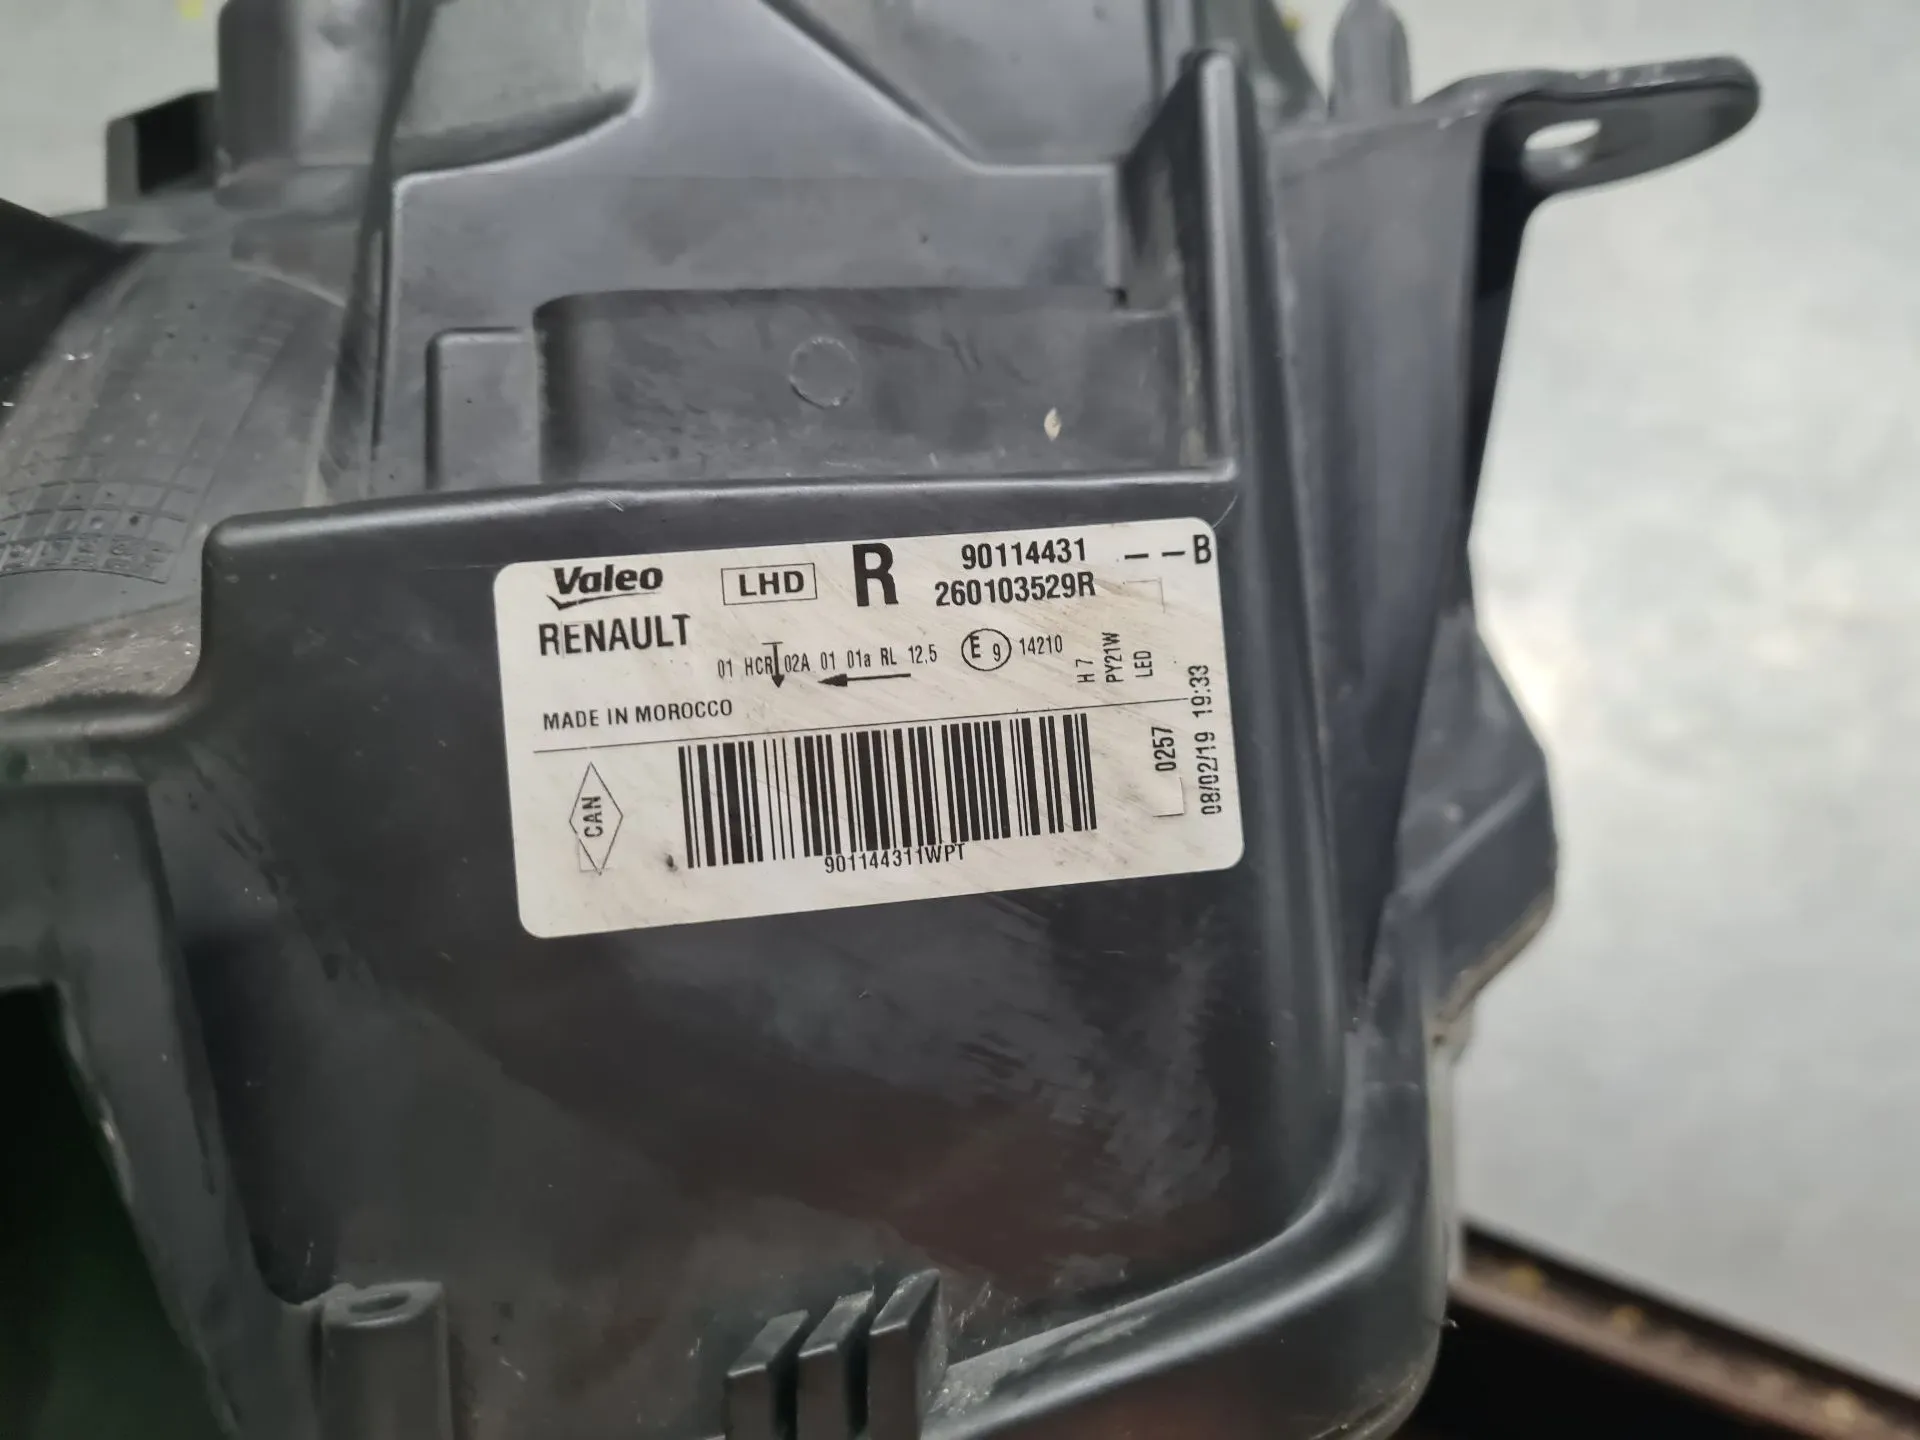 Valeo LHD R 90114431 – – B
RENAULT 260103529R
01 HCR 02A 01 01a RL 12,5 E 9 14210
H7
PY21W
LED
MADE IN MOROCCO
CAN
901144311WPT
0257
08/02/19 19:33